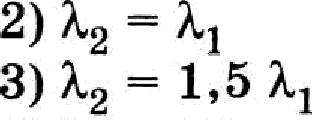 2) λ₂ = λ₁
3) λ₂ = 1,5 λ₁